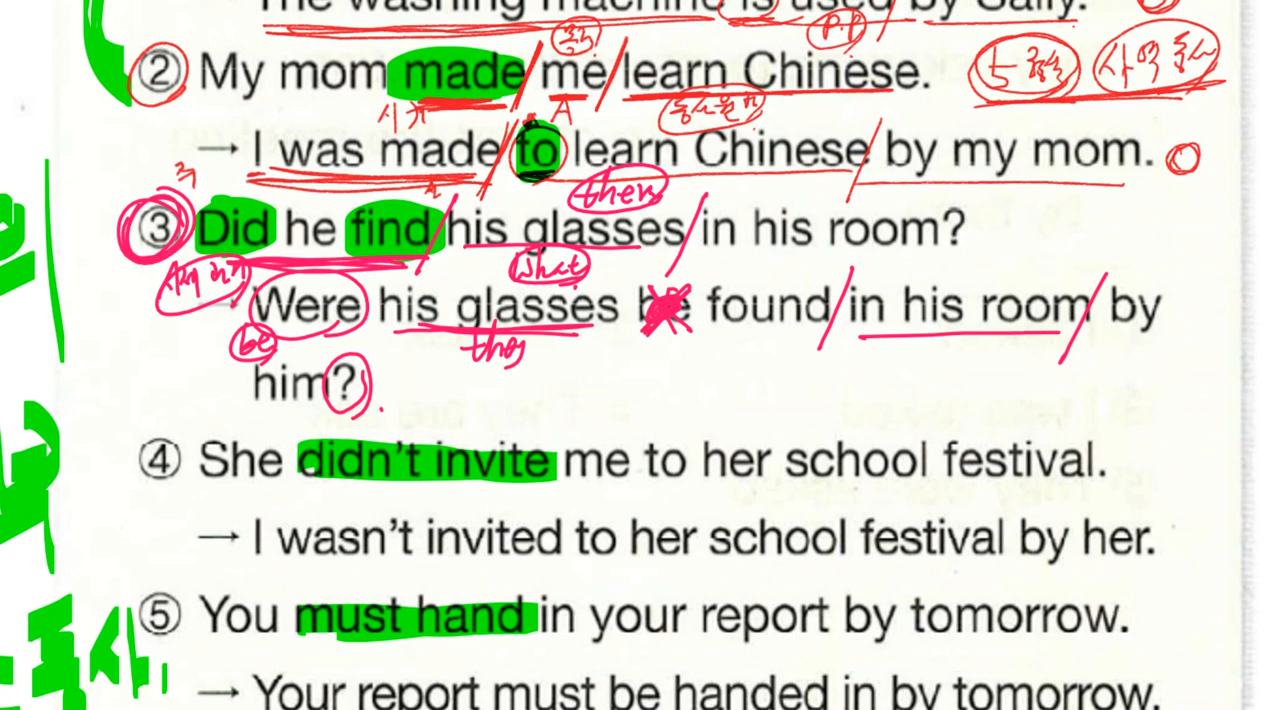 The washing machine is used by Sally.
p.p
② My mom made me learn Chinese.
5형식 사역동사
A
동사원형
→ I was made to learn Chinese by my mom.
them
③ Did he find his glasses in his room?
What
→ Were his glasses be found in his room by
be they
him?
④ She didn't invite me to her school festival.
→ I wasn't invited to her school festival by her.
⑤ You must hand in your report by tomorrow.
→ Your report must be handed in by tomorrow.